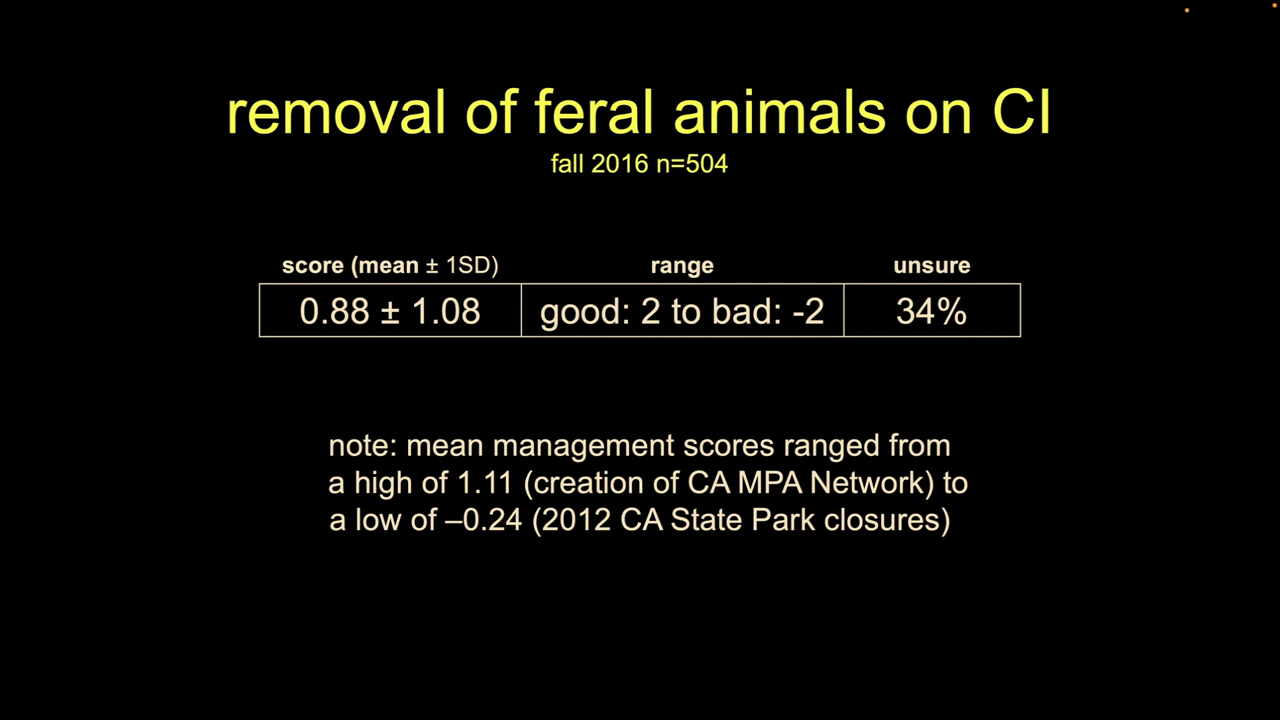 removal of feral animals on CI
fall 2016 n=504
score (mean ± 1SD) range unsure
0.88 ± 1.08 good: 2 to bad: -2 34%
note: mean management scores ranged from
a high of 1.11 (creation of CA MPA Network) to
a low of –0.24 (2012 CA State Park closures)